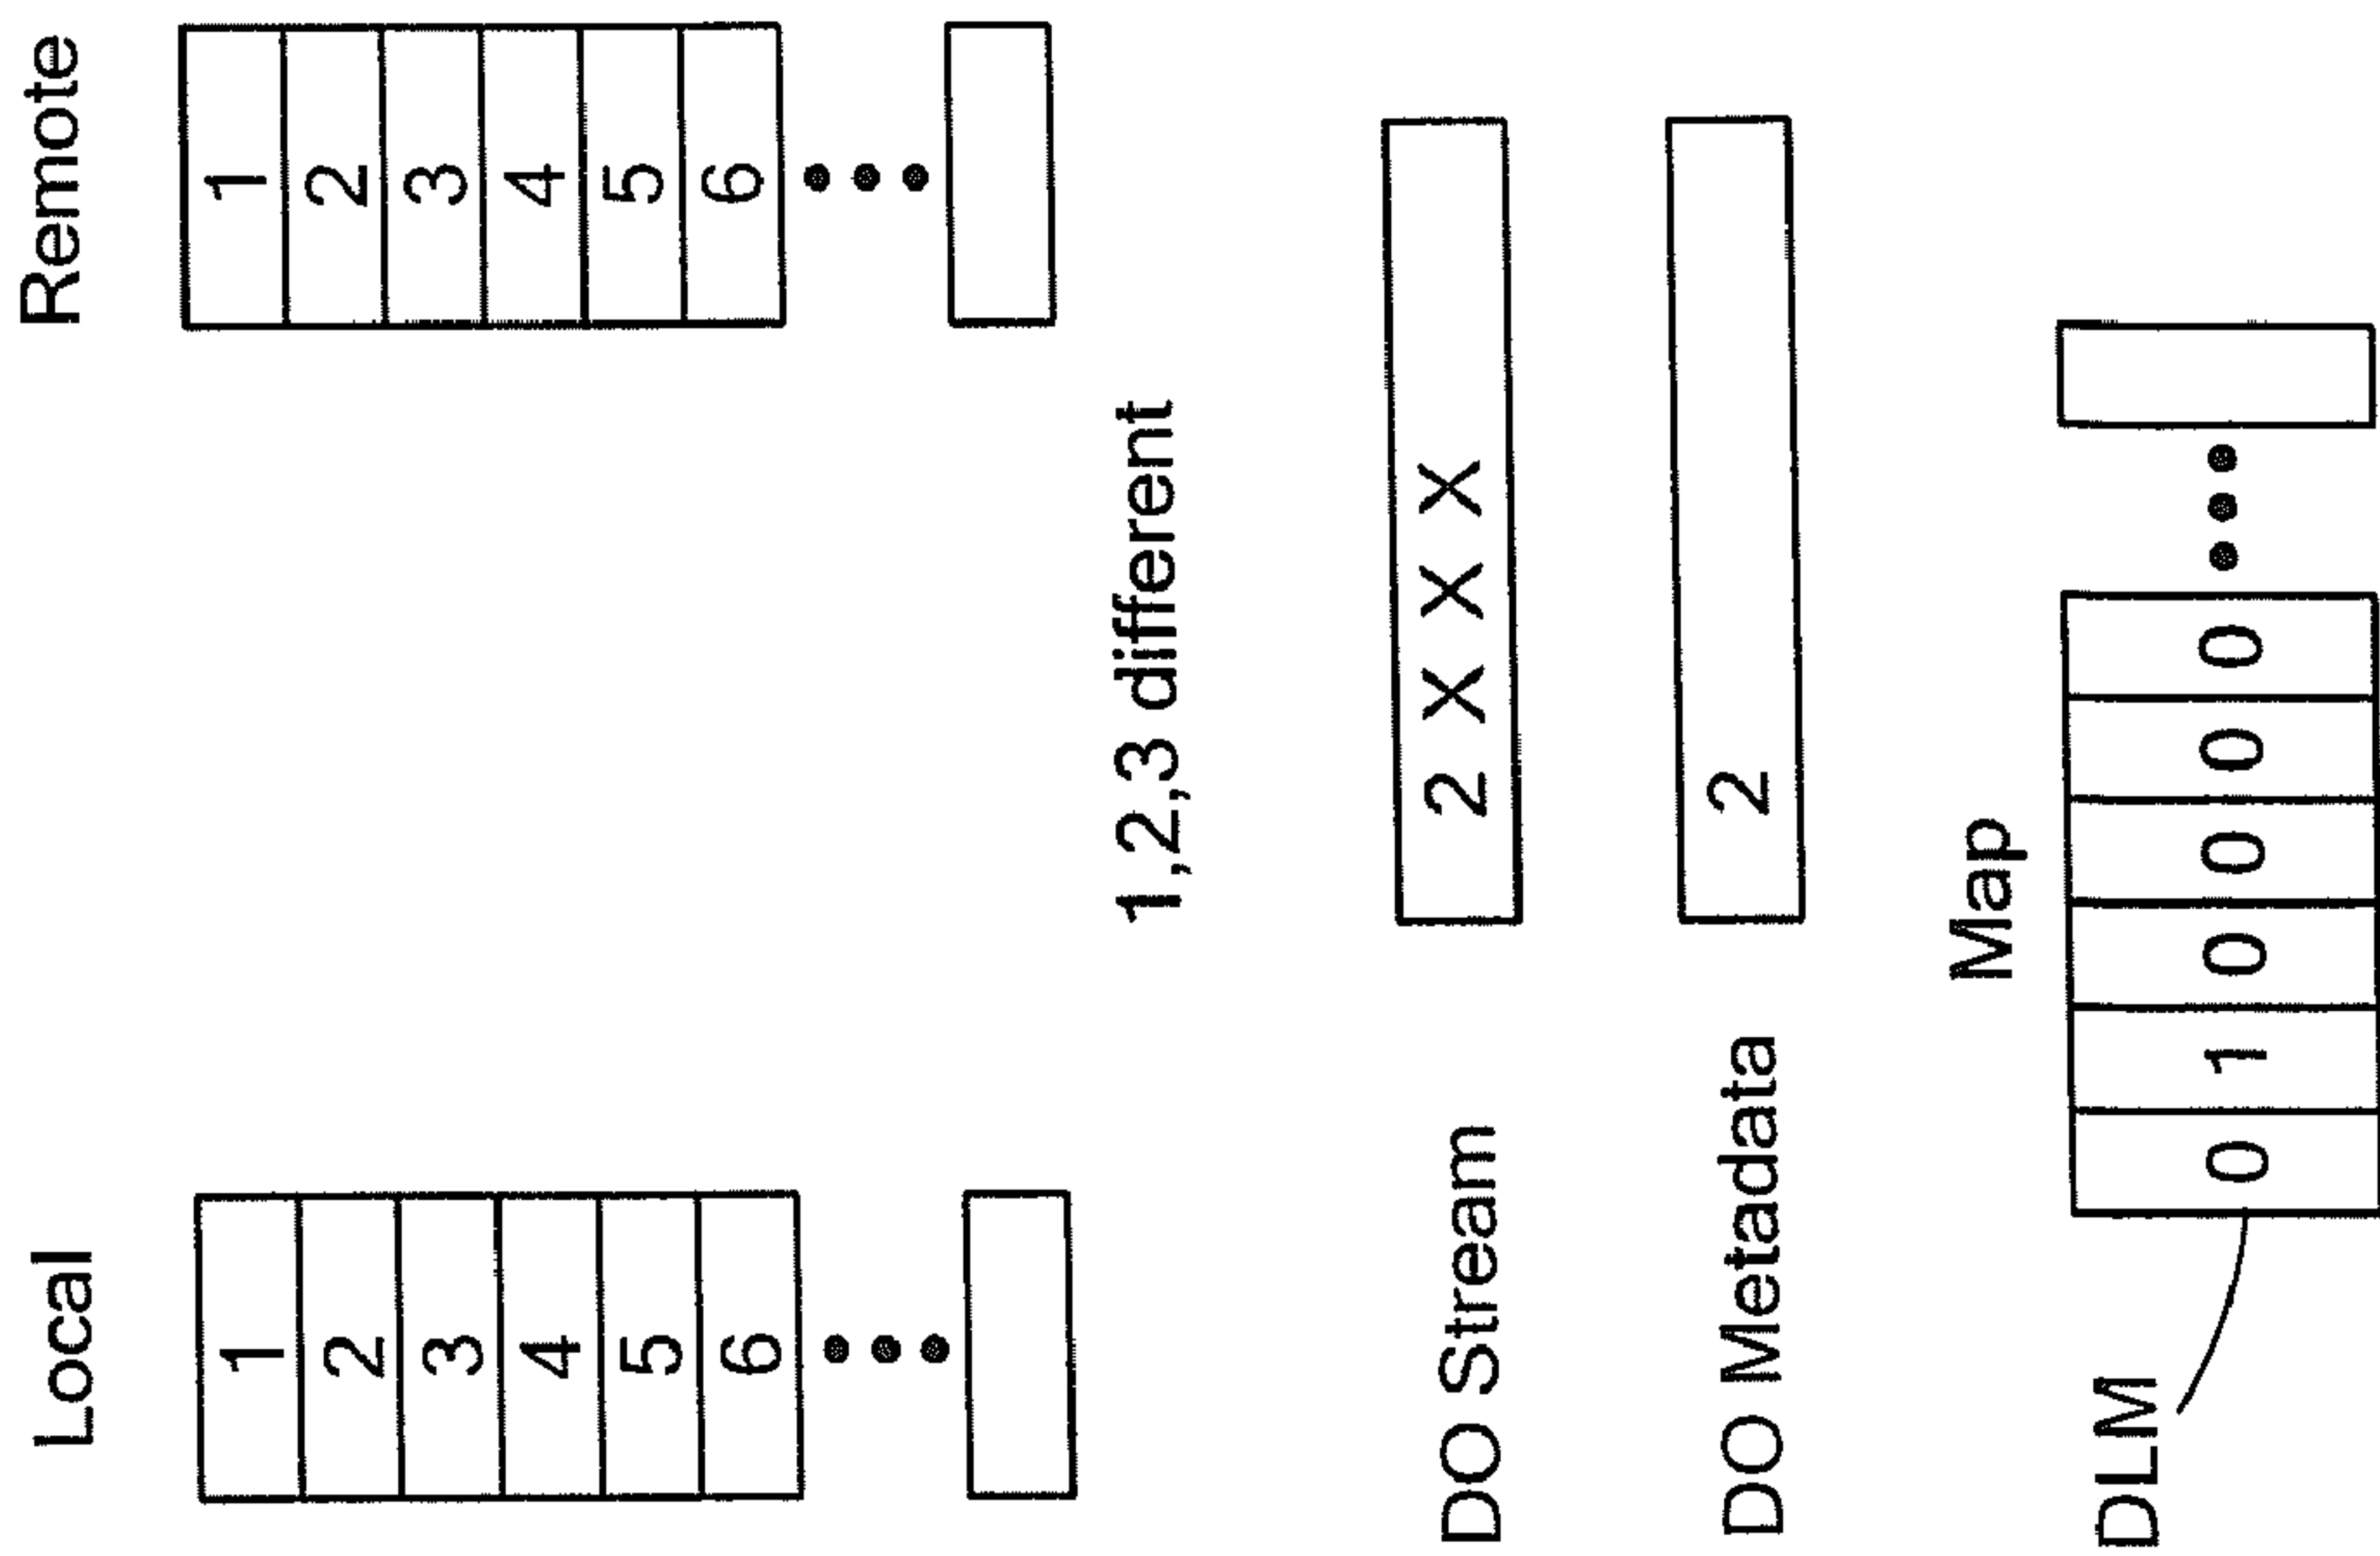 Local
Remote
1
2
3
4
5
6
1
2
3
4
5
6
1,2,3 different
DO Stream
2 X X X
DO Metadata
2
Map
DLM
0 1 0 0 0 0